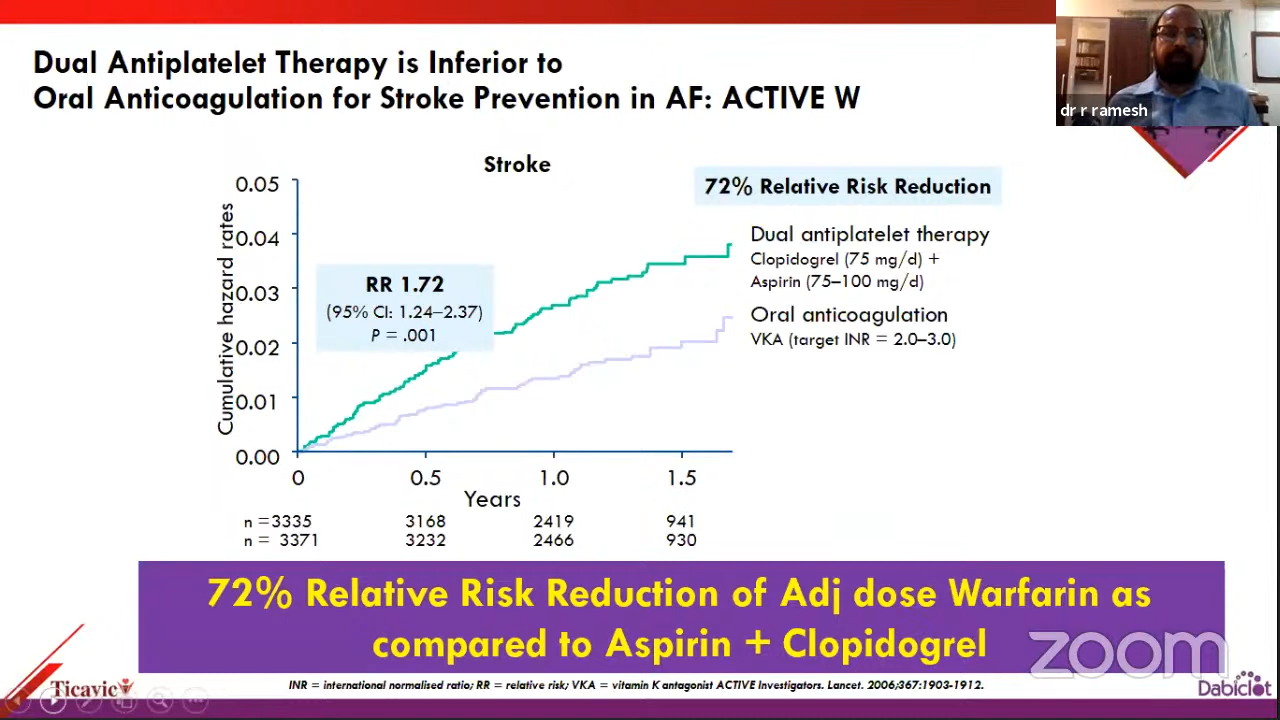 Dual Antiplatelet Therapy is Inferior to
Oral Anticoagulation for Stroke Prevention in AF: ACTIVE W
dr r ramesh
Stroke
72% Relative Risk Reduction
Cumulative hazard rates
0.05
0.04
0.03
0.02
0.01
0.00
RR 1.72
(95% CI: 1.24–2.37)
P = .001
Dual antiplatelet therapy
Clopidogrel (75 mg/d) +
Aspirin (75–100 mg/d)
Oral anticoagulation
VKA (target INR = 2.0–3.0)
0 0.5 1.0 1.5
Years
n =3335 3168 2419 941
n = 3371 3232 2466 930
72% Relative Risk Reduction of Adj dose Warfarin as
compared to Aspirin + Clopidogrel
zoom
INR = international normalised ratio; RR = relative risk; VKA = vitamin K antagonist ACTIVE Investigators. Lancet. 2006;367:1903-1912.
Ticavic
Dabiclot